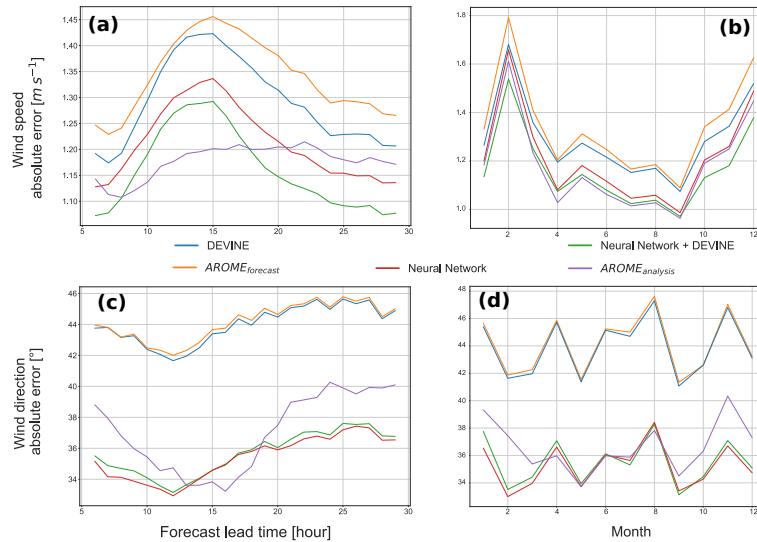 (a)
(b)
Wind speed
absolute error [m s⁻¹]
1.45
1.40
1.35
1.30
1.25
1.20
1.15
1.10
5 10 15 20 25 30
1.8
1.6
1.4
1.2
1.0
2 4 6 8 10 12
DEVINE
Neural Network + DEVINE
AROME_forecast
Neural Network
AROME_analysis
(c)
(d)
Wind direction
absolute error [°]
46
44
42
40
38
36
34
5 10 15 20 25 30
Forecast lead time [hour]
48
46
44
42
40
38
36
34
2 4 6 8 10 12
Month